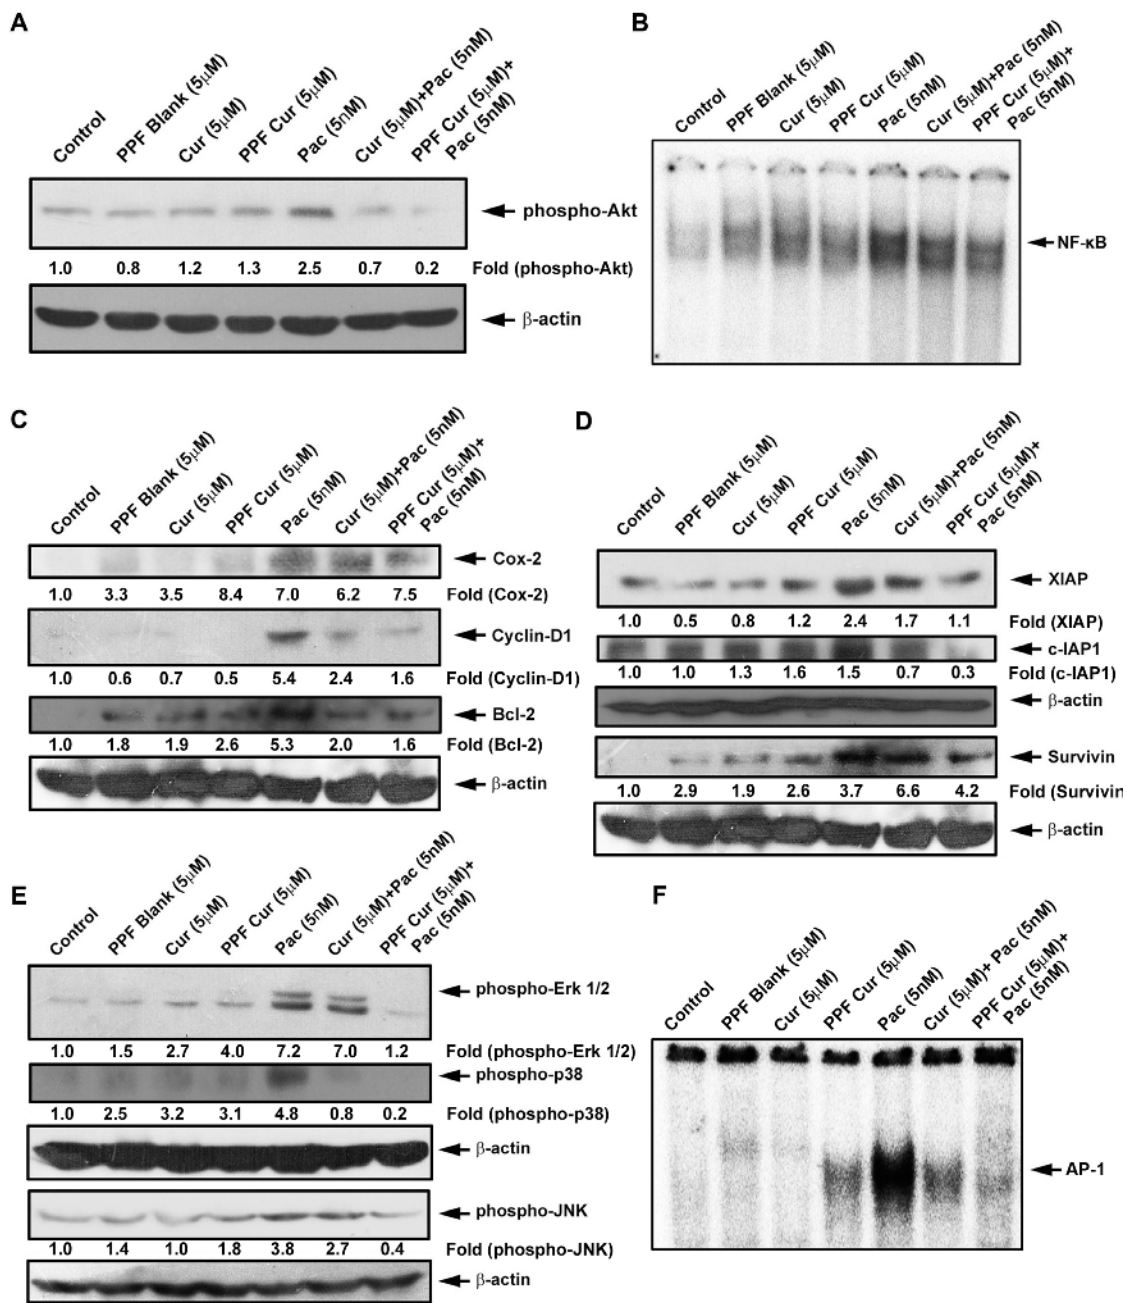 A
Control
PPF Blank (5μM)
Cur (5μM)
PPF Cur (5μM)
Pac (5nM)
Cur (5μM)+Pac (5nM)
PPF Cur (5μM)+
Pac (5nM)
phospho-Akt
1.0 0.8 1.2 1.3 2.5 0.7 0.2 Fold (phospho-Akt)
β-actin
B
Control
PPF Blank (5μM)
Cur (5μM)
PPF Cur (5μM)
Pac (5nM)
Cur (5μM)+Pac (5nM)
PPF Cur (5μM)+
Pac (5nM)
NF-κB
C
Control
PPF Blank (5μM)
Cur (5μM)
PPF Cur (5μM)
Pac (5nM)
Cur (5μM)+Pac (5nM)
PPF Cur (5μM)+
Pac (5nM)
Cox-2
1.0 3.3 3.5 8.4 7.0 6.2 7.5 Fold (Cox-2)
Cyclin-D1
1.0 0.6 0.7 0.5 5.4 2.4 1.6 Fold (Cyclin-D1)
Bcl-2
1.0 1.8 1.9 2.6 5.3 2.0 1.6 Fold (Bcl-2)
β-actin
D
Control
PPF Blank (5μM)
Cur (5μM)
PPF Cur (5μM)
Pac (5nM)
Cur (5μM)+Pac (5nM)
PPF Cur (5μM)+
Pac (5nM)
XIAP
1.0 0.5 0.8 1.2 2.4 1.7 1.1 Fold (XIAP)
c-IAP1
1.0 1.0 1.3 1.6 1.5 0.7 0.3 Fold (c-IAP1)
β-actin
Survivin
1.0 2.9 1.9 2.6 3.7 6.6 4.2 Fold (Survivin
β-actin
E
Control
PPF Blank (5μM)
Cur (5μM)
PPF Cur (5μM)
Pac (5nM)
Cur (5μM)+Pac (5nM)
PPF Cur (5μM)+
Pac (5nM)
phospho-Erk 1/2
1.0 1.5 2.7 4.0 7.2 7.0 1.2 Fold (phospho-Erk 1/2)
phospho-p38
1.0 2.5 3.2 3.1 4.8 0.8 0.2 Fold (phospho-p38)
β-actin
phospho-JNK
1.0 1.4 1.0 1.8 3.8 2.7 0.4 Fold (phospho-JNK)
β-actin
F
Control
PPF Blank (5μM)
Cur (5μM)
PPF Cur (5μM)
Pac (5nM)
Cur (5μM)+ Pac (5nM)
PPF Cur (5μM)+
Pac (5nM)
AP-1